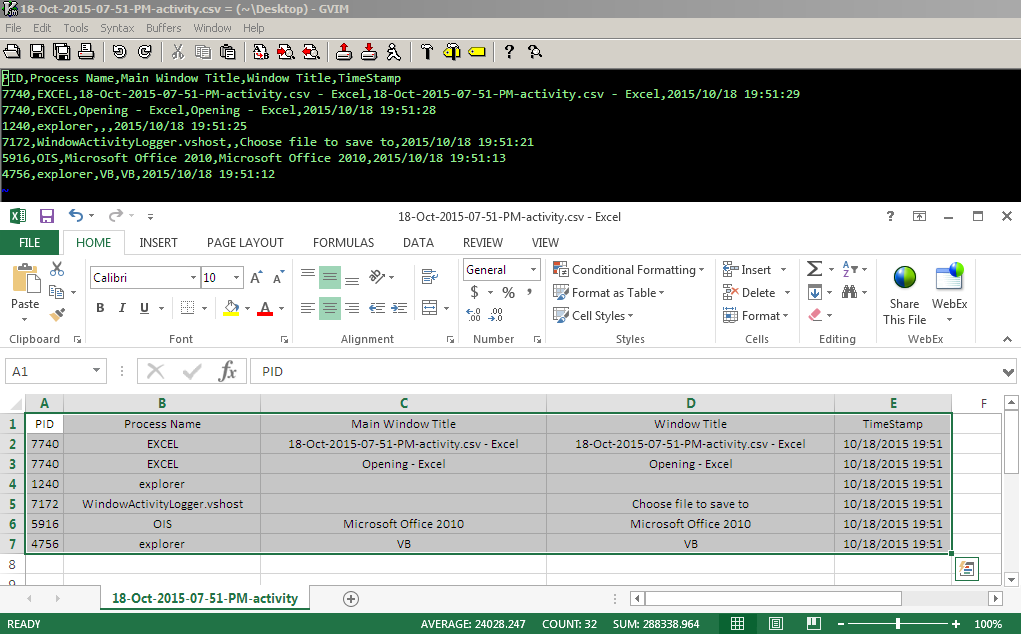 18-Oct-2015-07-51-PM-activity.csv = (~\Desktop) - GVIM
File Edit Tools Syntax Buffers Window Help
PID,Process Name,Main Window Title,Window Title,TimeStamp
7740,EXCEL,18-Oct-2015-07-51-PM-activity.csv - Excel,18-Oct-2015-07-51-PM-activity.csv - Excel,2015/10/18 19:51:29
7740,EXCEL,Opening - Excel,Opening - Excel,2015/10/18 19:51:28
1240,explorer,,,2015/10/18 19:51:25
7172,WindowActivityLogger.vshost,,Choose file to save to,2015/10/18 19:51:21
5916,OIS,Microsoft Office 2010,Microsoft Office 2010,2015/10/18 19:51:13
4756,explorer,VB,VB,2015/10/18 19:51:12
~
18-Oct-2015-07-51-PM-activity.csv - Excel
FILE HOME INSERT PAGE LAYOUT FORMULAS DATA REVIEW VIEW
Calibri 10 General Conditional Formatting Insert
Paste B I U $ % , Format as Table Delete Share This File WebEx
Cell Styles Format
Clipboard Font Alignment Number Styles Cells Editing WebEx
A1 fx PID
A B C D E F
1 PID Process Name Main Window Title Window Title TimeStamp
2 7740 EXCEL 18-Oct-2015-07-51-PM-activity.csv - Excel 18-Oct-2015-07-51-PM-activity.csv - Excel 10/18/2015 19:51
3 7740 EXCEL Opening - Excel Opening - Excel 10/18/2015 19:51
4 1240 explorer 10/18/2015 19:51
5 7172 WindowActivityLogger.vshost Choose file to save to 10/18/2015 19:51
6 5916 OIS Microsoft Office 2010 Microsoft Office 2010 10/18/2015 19:51
7 4756 explorer VB VB 10/18/2015 19:51
8
9
18-Oct-2015-07-51-PM-activity
READY AVERAGE: 24028.247 COUNT: 32 SUM: 288338.964 100%